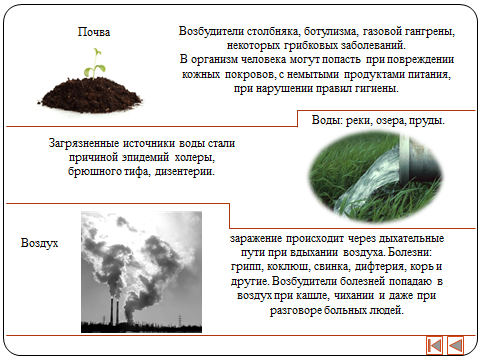 Почва
Возбудители столбняка, ботулизма, газовой гангрены,
некоторых грибковых заболеваний.
В организм человека могут попасть при повреждении
кожных покровов, с немытыми продуктами питания,
при нарушении правил гигиены.
Воды: реки, озера, пруды.
Загрязненные источники воды стали
причиной эпидемий холеры,
брюшного тифа, дизентерии.
Воздух
заражение происходит через дыхательные
пути при вдыхании воздуха. Болезни:
грипп, коклюш, свинка, дифтерия, корь и
другие. Возбудители болезней попадаю в
воздух при кашле, чихании и даже при
разговоре больных людей.